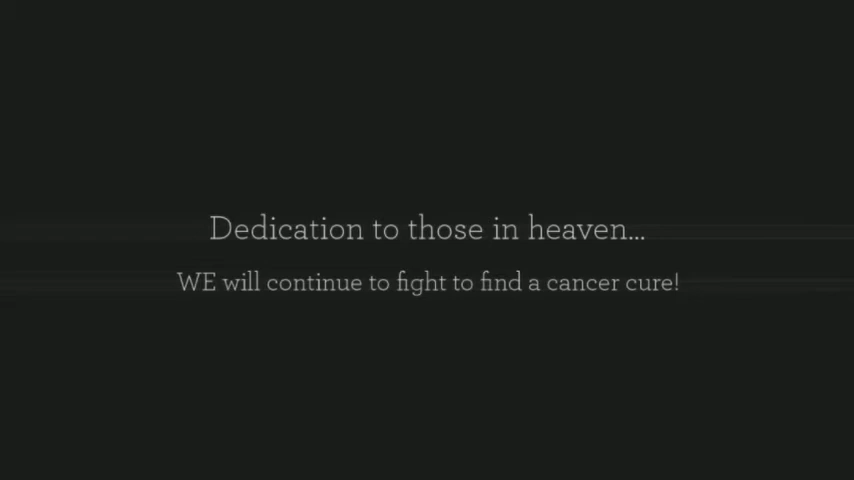 Dedication to those in heaven...
WE will continue to fight to find a cancer cure!